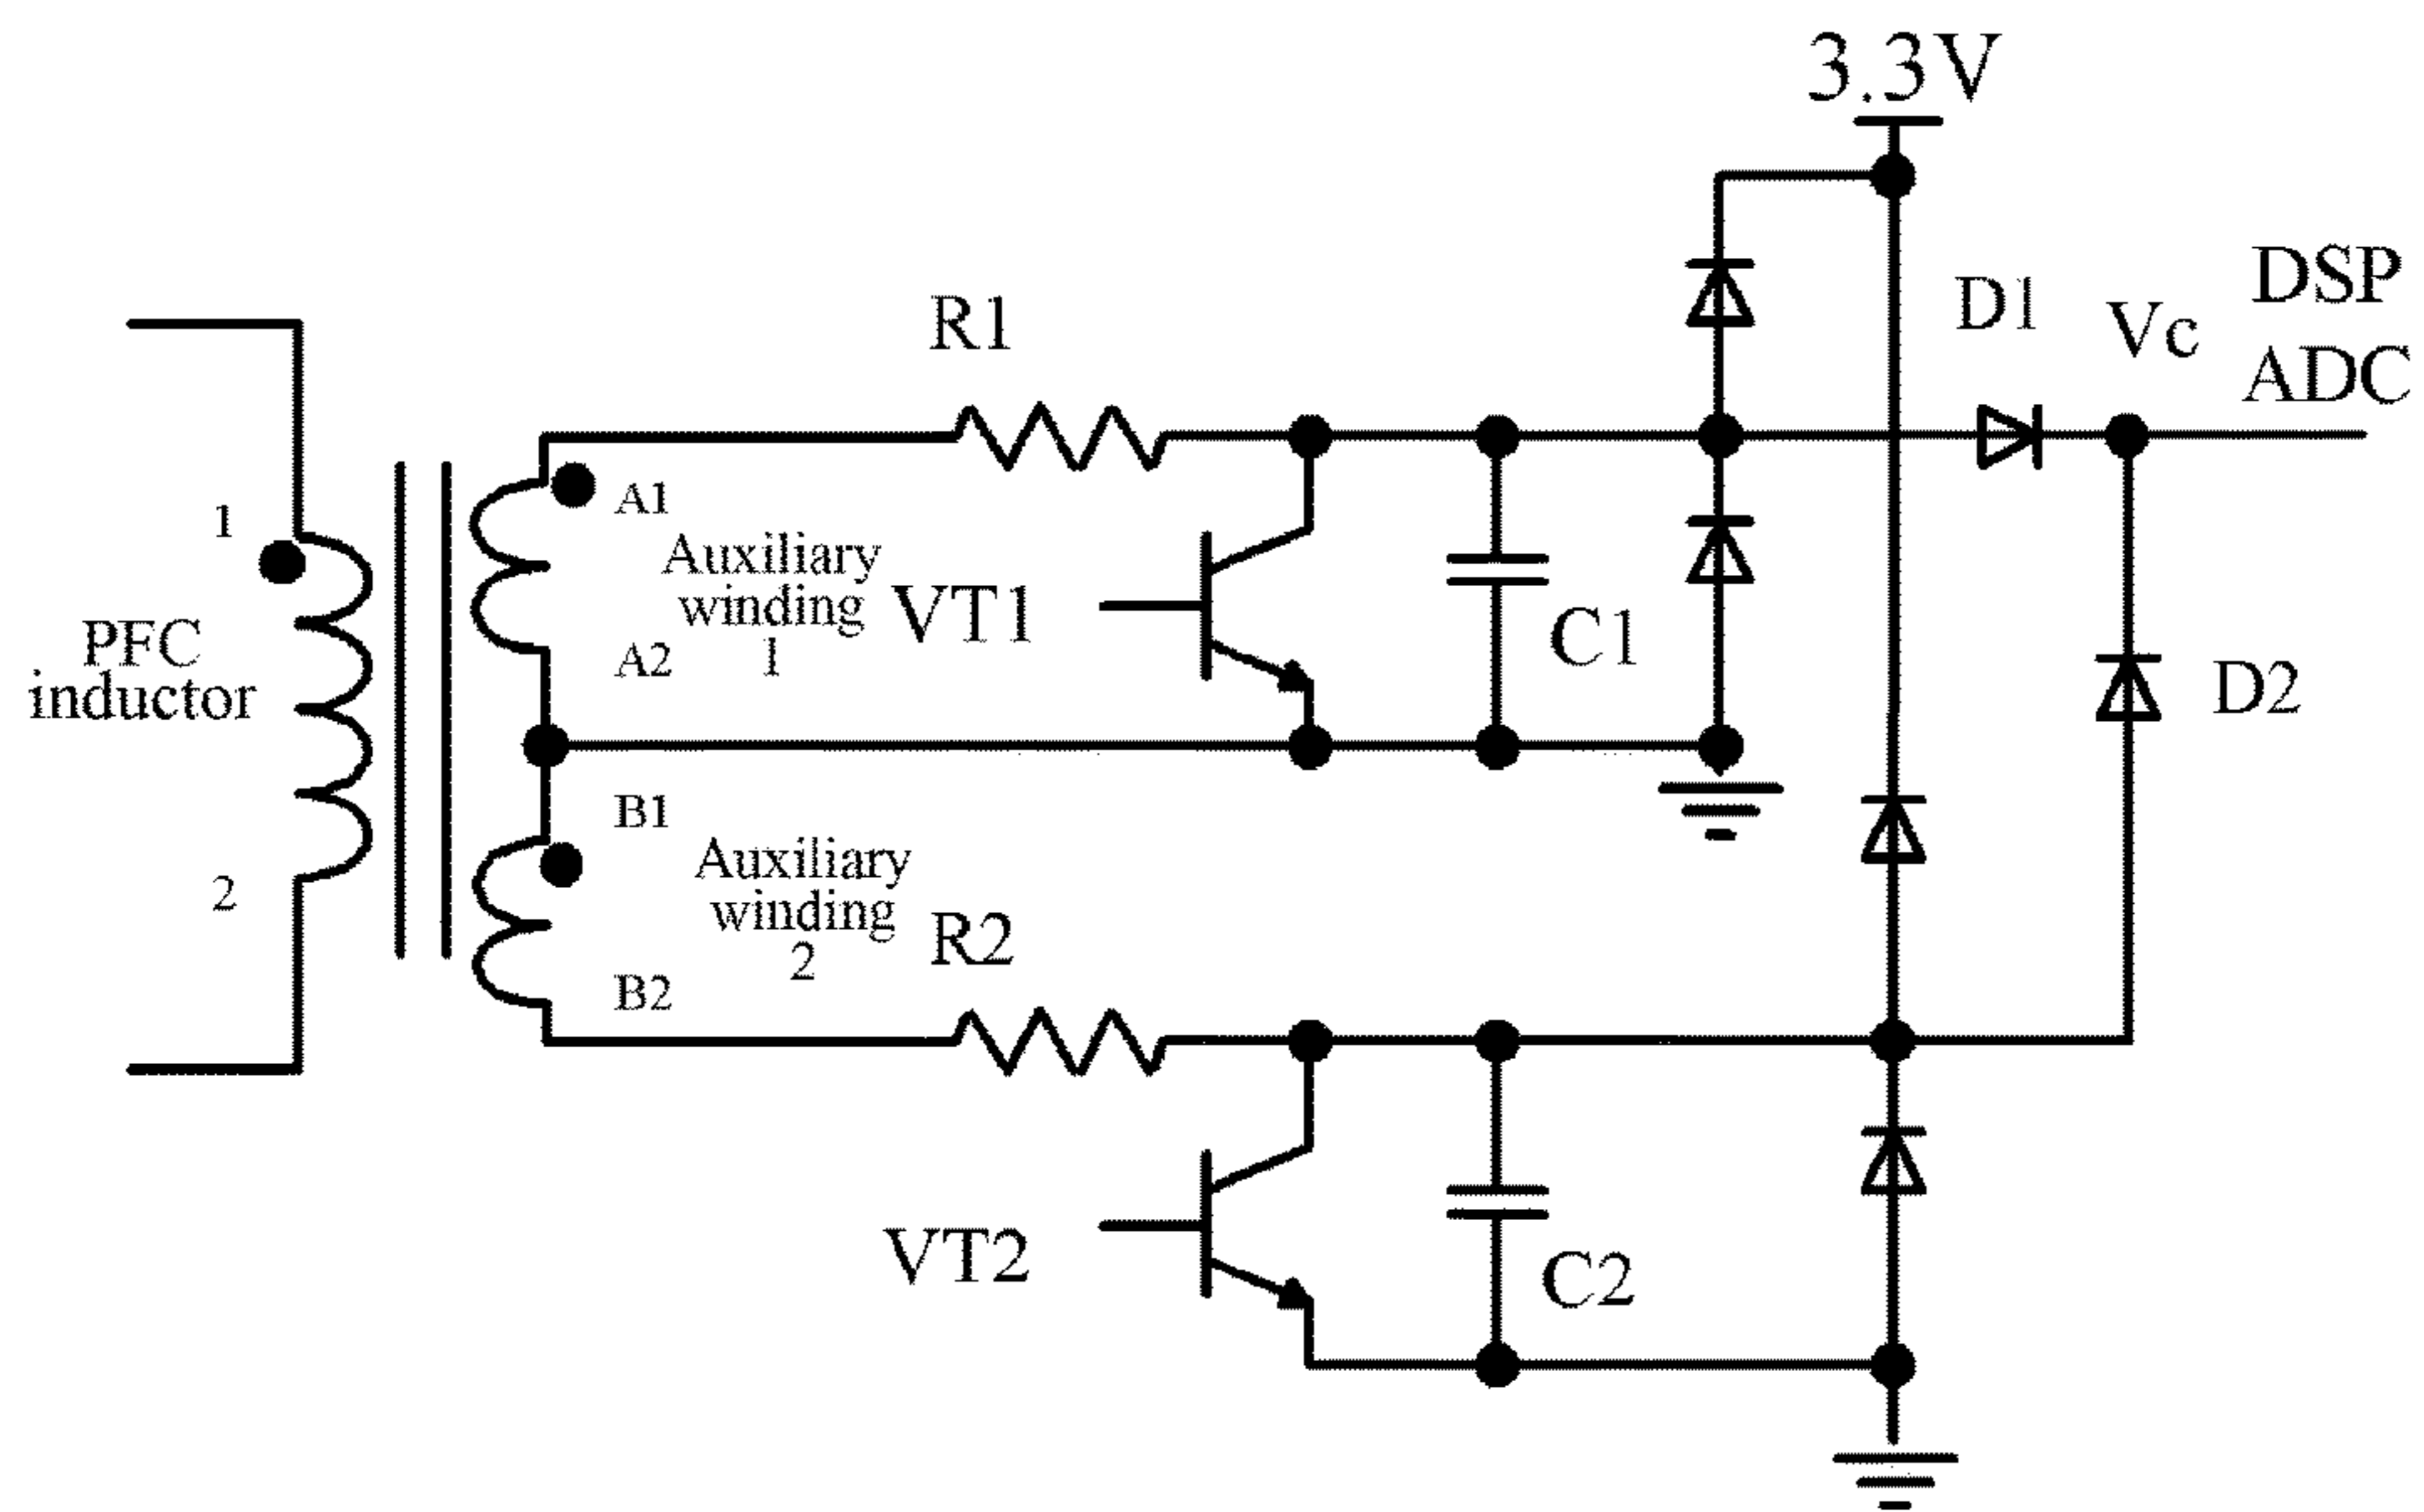 3.3V
DSP
ADC
D1
Vc
R1
1
PFC
inductor
2
A1
Auxiliary
winding
1
A2
VT1
C1
D2
B1
Auxiliary
winding
2
B2
R2
VT2
C2